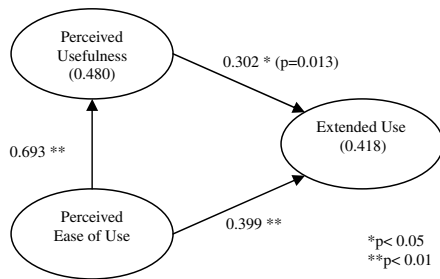 Perceived
Usefulness
(0.480)
0.302 * (p=0.013)
Extended Use
(0.418)
0.693 **
Perceived
Ease of Use
0.399 **
*p< 0.05
**p< 0.01